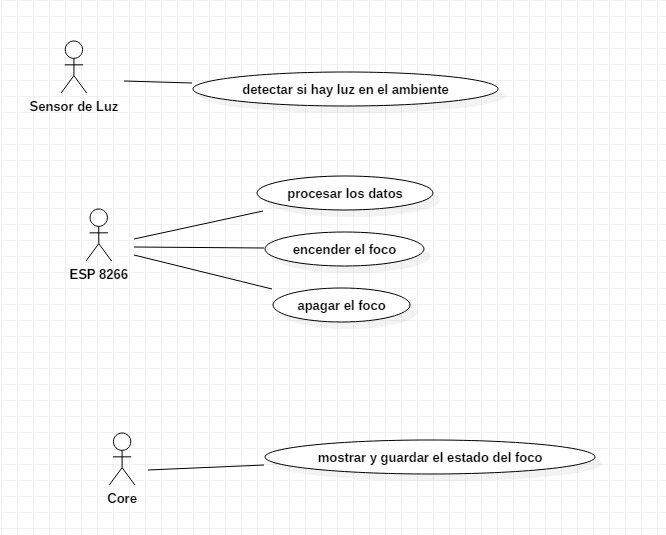 Sensor de Luz
detectar si hay luz en el ambiente
procesar los datos
encender el foco
ESP 8266
apagar el foco
mostrar y guardar el estado del foco
Core